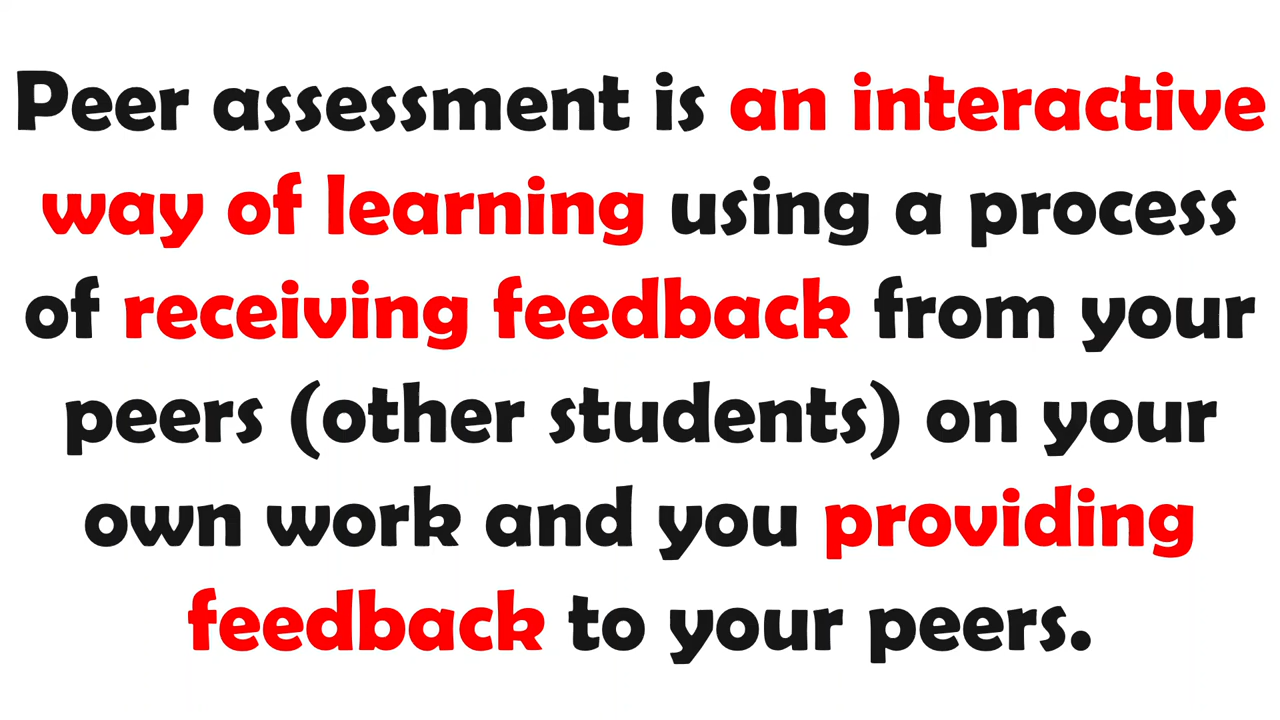 Peer assessment is an interactive
way of learning using a process
of receiving feedback from your
peers (other students) on your
own work and you providing
feedback to your peers.